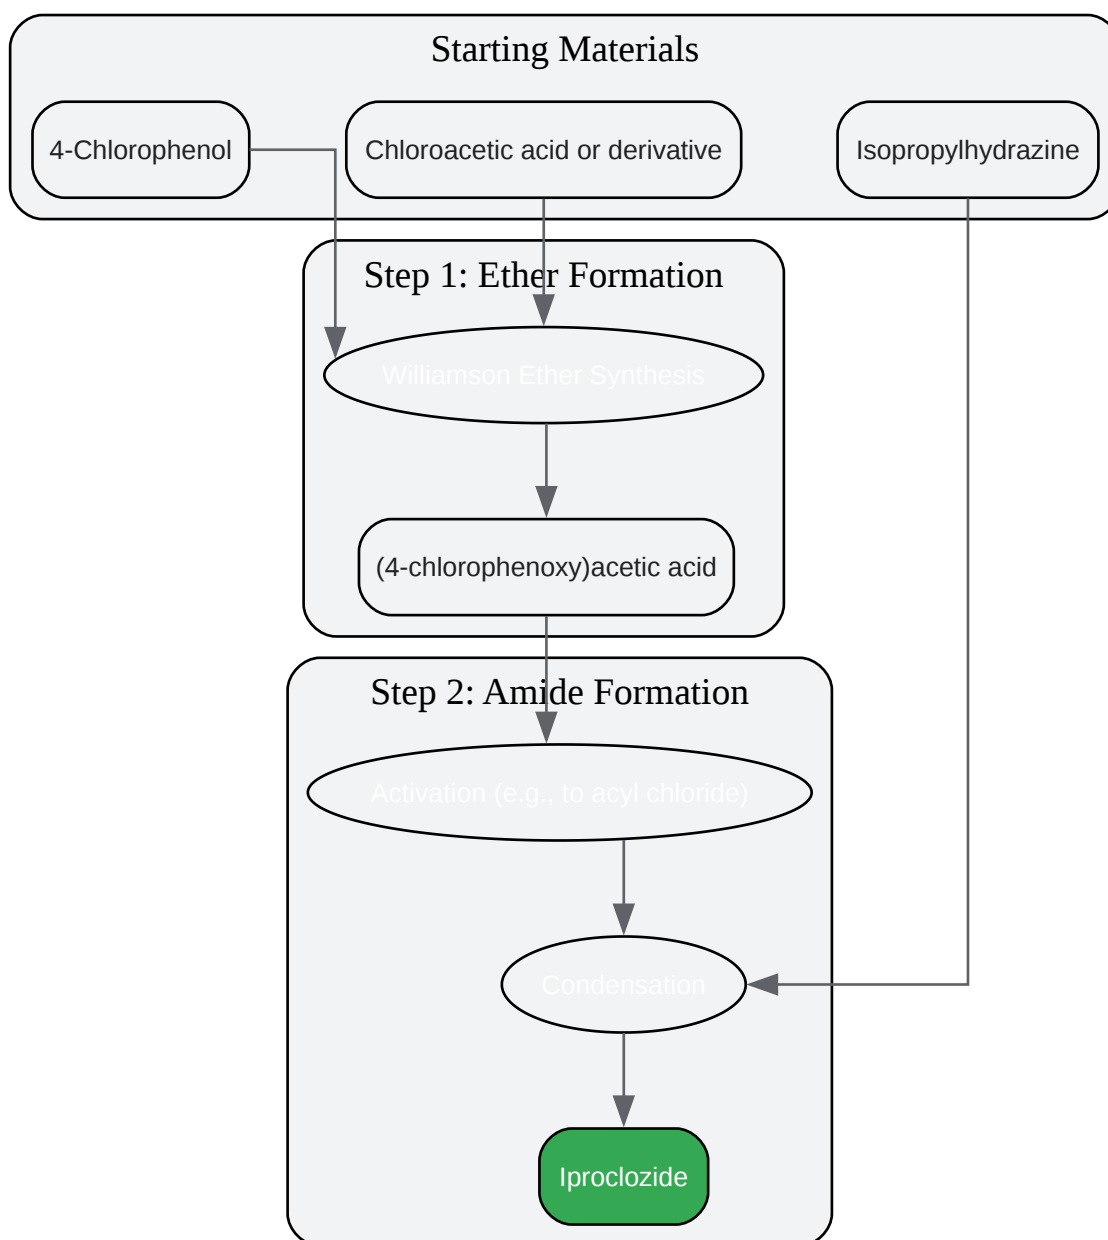 Starting Materials
4-Chlorophenol
Chloroacetic acid or derivative
Isopropylhydrazine
Step 1: Ether Formation
Williamson Ether Synthesis
(4-chlorophenoxy)acetic acid
Step 2: Amide Formation
Activation (e.g., to acyl chloride)
Condensation
Iproclozide